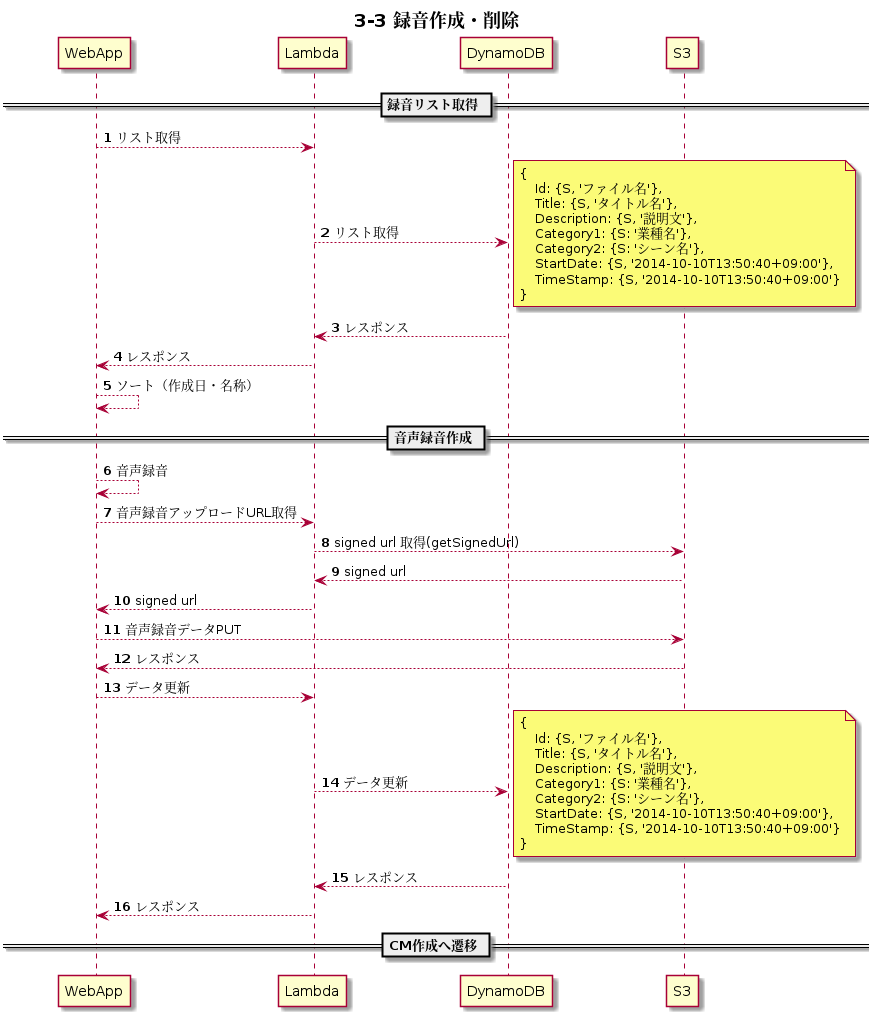 3-3 録音作成・削除
WebApp Lambda DynamoDB S3
録音リスト取得
1 リスト取得
{
Id: {S, 'ファイル名'},
Title: {S, 'タイトル名'},
Description: {S, '説明文'},
Category1: {S: '業種名'},
Category2: {S: 'シーン名'},
StartDate: {S, '2014-10-10T13:50:40+09:00'},
TimeStamp: {S, '2014-10-10T13:50:40+09:00'}
}
2 リスト取得
3 レスポンス
4 レスポンス
5 ソート（作成日・名称）
音声録音作成
6 音声録音
7 音声録音アップロードURL取得
8 signed url 取得(getSignedUrl)
9 signed url
10 signed url
11 音声録音データPUT
12 レスポンス
13 データ更新
{
Id: {S, 'ファイル名'},
Title: {S, 'タイトル名'},
Description: {S, '説明文'},
Category1: {S: '業種名'},
Category2: {S: 'シーン名'},
StartDate: {S, '2014-10-10T13:50:40+09:00'},
TimeStamp: {S, '2014-10-10T13:50:40+09:00'}
}
14 データ更新
15 レスポンス
16 レスポンス
CM作成へ遷移
WebApp Lambda DynamoDB S3